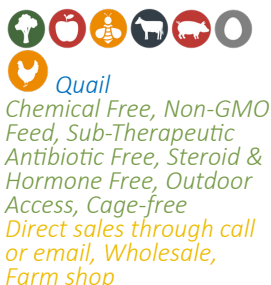 Quail
Chemical Free, Non-GMO
Feed, Sub-Therapeutic
Antibiotic Free, Steroid &
Hormone Free, Outdoor
Access, Cage-free
Direct sales through call
or email, Wholesale,
Farm shop